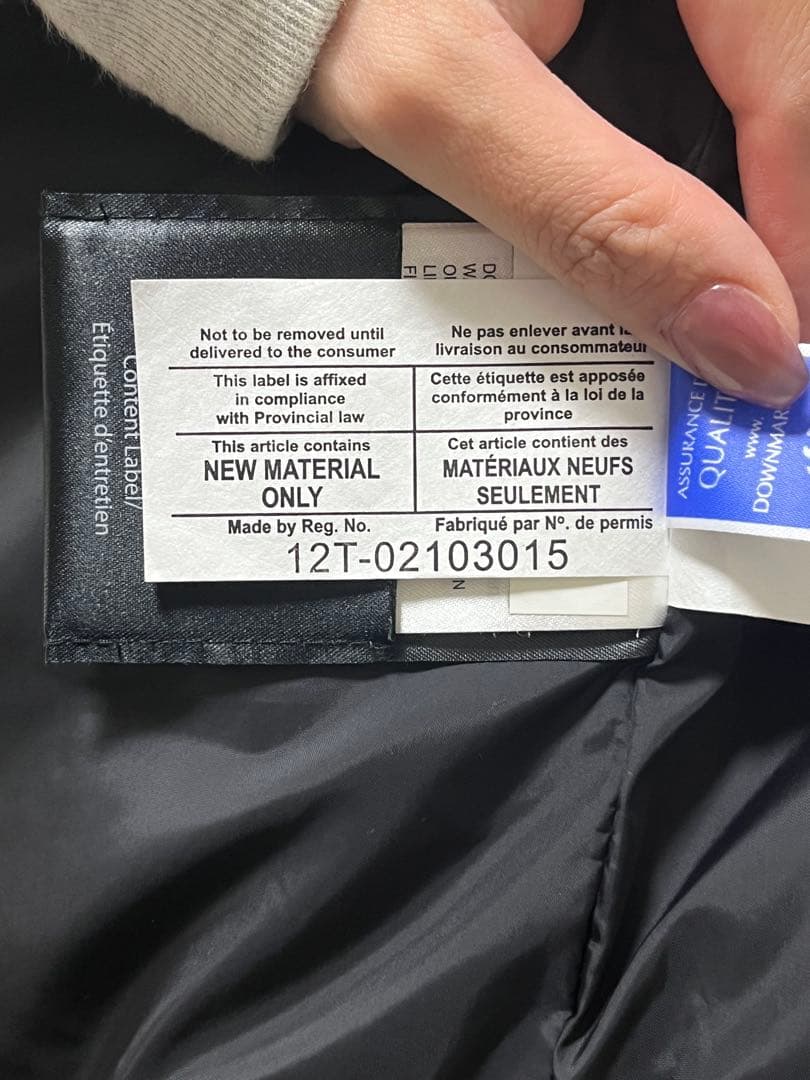 Not to be removed until
delivered to the consumer
Ne pas enlever avant
livraison au consommateur
This label is affixed
in compliance
with Provincial law
Cette étiquette est apposée
conformément à la loi de la
province
This article contains
NEW MATERIAL
ONLY
Cet article contient des
MATÉRIAUX NEUFS
SEULEMENT
Made by Reg. No.
Fabriqué par Nº. de permis
12T-02103015
Content Label/
Étiquette d'entretien
ASSURANCE
www.